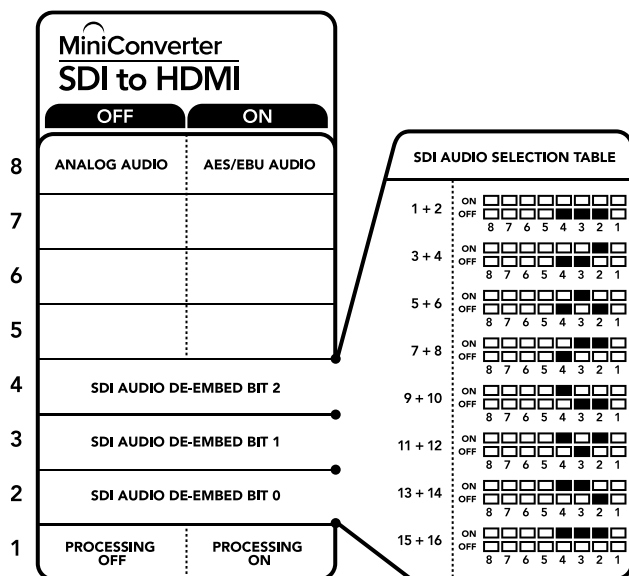 MiniConverter
SDI to HDMI
OFF ON
8 ANALOG AUDIO AES/EBU AUDIO
7
6
5
4 SDI AUDIO DE-EMBED BIT 2
3 SDI AUDIO DE-EMBED BIT 1
2 SDI AUDIO DE-EMBED BIT 0
1 PROCESSING OFF PROCESSING ON
SDI AUDIO SELECTION TABLE
1 + 2 ON
OFF
8 7 6 5 4 3 2 1
3 + 4 ON
OFF
8 7 6 5 4 3 2 1
5 + 6 ON
OFF
8 7 6 5 4 3 2 1
7 + 8 ON
OFF
8 7 6 5 4 3 2 1
9 + 10 ON
OFF
8 7 6 5 4 3 2 1
11 + 12 ON
OFF
8 7 6 5 4 3 2 1
13 + 14 ON
OFF
8 7 6 5 4 3 2 1
15 + 16 ON
OFF
8 7 6 5 4 3 2 1